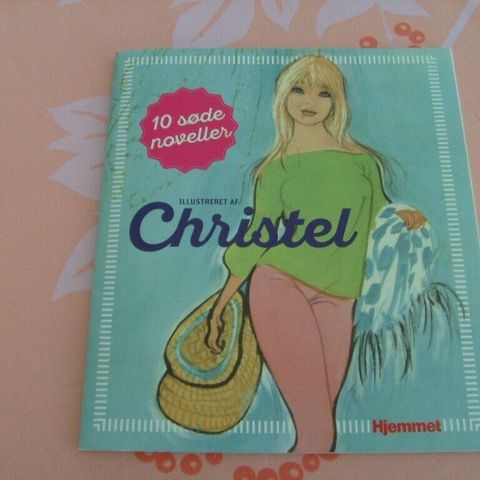 10 søde
noveller
ILLUSTRERET AF
Christel
Hjemmet